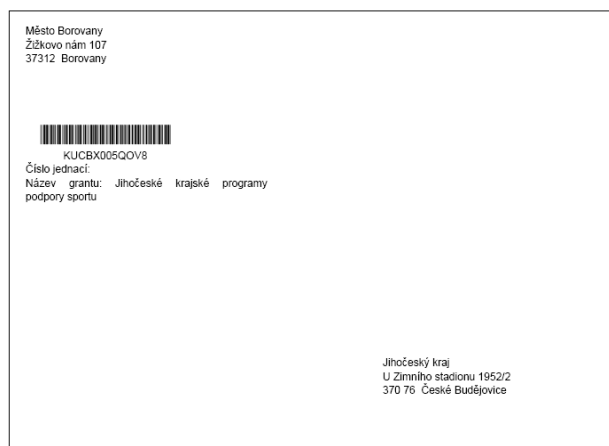 Město Borovany
Žižkovo nám 107
37312 Borovany
KUCBX005QOV8
Číslo jednací:
Název grantu: Jihočeské krajské programy
podpory sportu
Jihočeský kraj
U Zimního stadionu 1952/2
370 76 České Budějovice